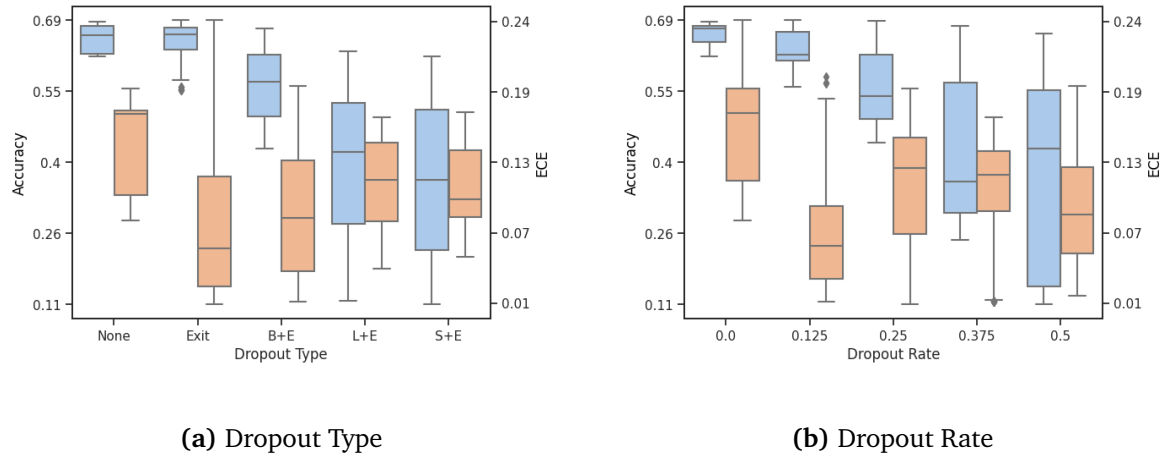 0.69
0.55
0.4
0.26
0.11
Accuracy
0.24
0.19
0.13
0.07
0.01
ECE
None Exit B+E L+E S+E
Dropout Type
(a) Dropout Type
0.69
0.55
0.4
0.26
0.11
Accuracy
0.24
0.19
0.13
0.07
0.01
ECE
0.0 0.125 0.25 0.375 0.5
Dropout Rate
(b) Dropout Rate